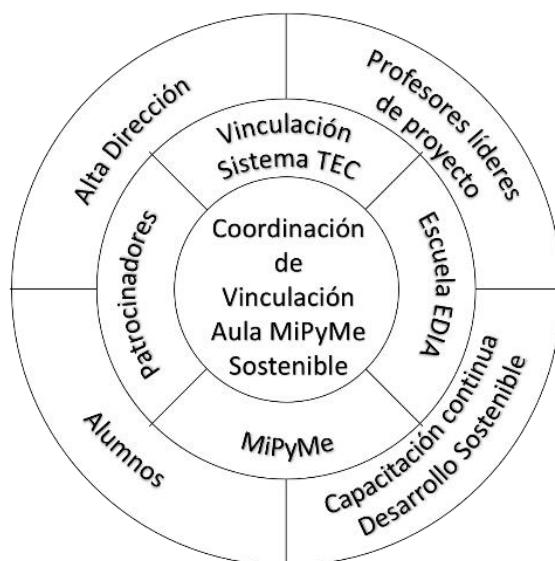 Alta Dirección
Profesores líderes
de proyecto
Vinculación
Sistema TEC
Patrocinadores
Coordinación
de
Vinculación
Aula MiPyMe
Sostenible
Escuela EDIA
MiPyMe
Alumnos
Capacitación continua
Desarrollo Sostenible